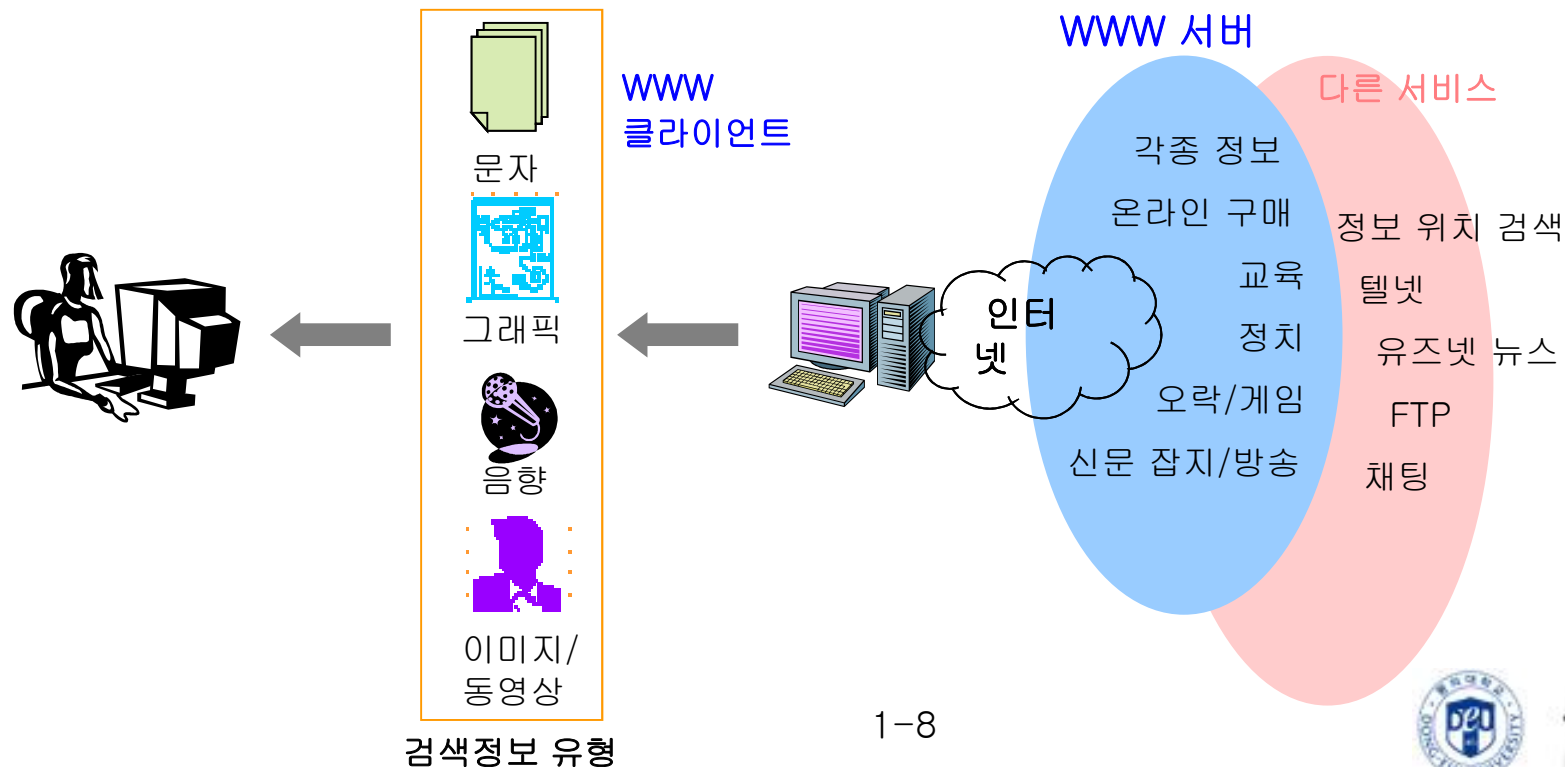 WWW 서버
WWW
클라이언트
다른 서비스
문자
그래픽
음향
이미지/
동영상
검색정보 유형
인터
넷
각종 정보
온라인 구매
교육
정치
오락/게임
신문 잡지/방송
정보 위치 검색
텔넷
유즈넷 뉴스
FTP
채팅
1-8